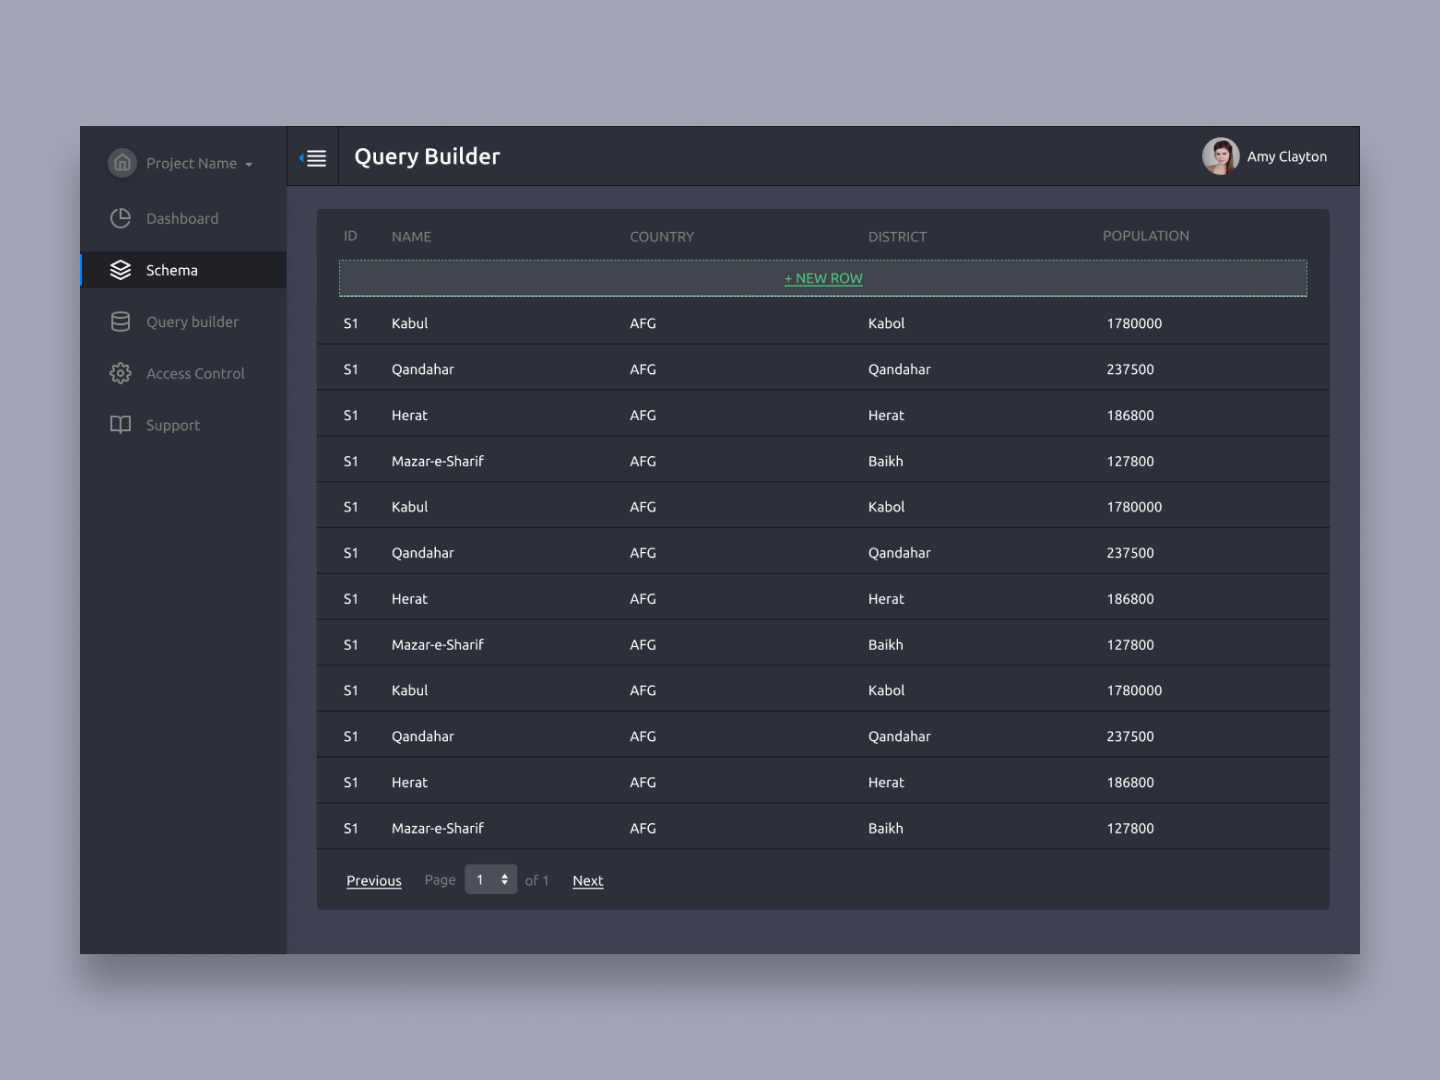 Project Name
Dashboard
Schema
Query builder
Access Control
Support
Query Builder
Amy Clayton
ID NAME COUNTRY DISTRICT POPULATION
+ NEW ROW
S1 Kabul AFG Kabol 1780000
S1 Qandahar AFG Qandahar 237500
S1 Herat AFG Herat 186800
S1 Mazar-e-Sharif AFG Baikh 127800
S1 Kabul AFG Kabol 1780000
S1 Qandahar AFG Qandahar 237500
S1 Herat AFG Herat 186800
S1 Mazar-e-Sharif AFG Baikh 127800
S1 Kabul AFG Kabol 1780000
S1 Qandahar AFG Qandahar 237500
S1 Herat AFG Herat 186800
S1 Mazar-e-Sharif AFG Baikh 127800
Previous Page 1 of 1 Next